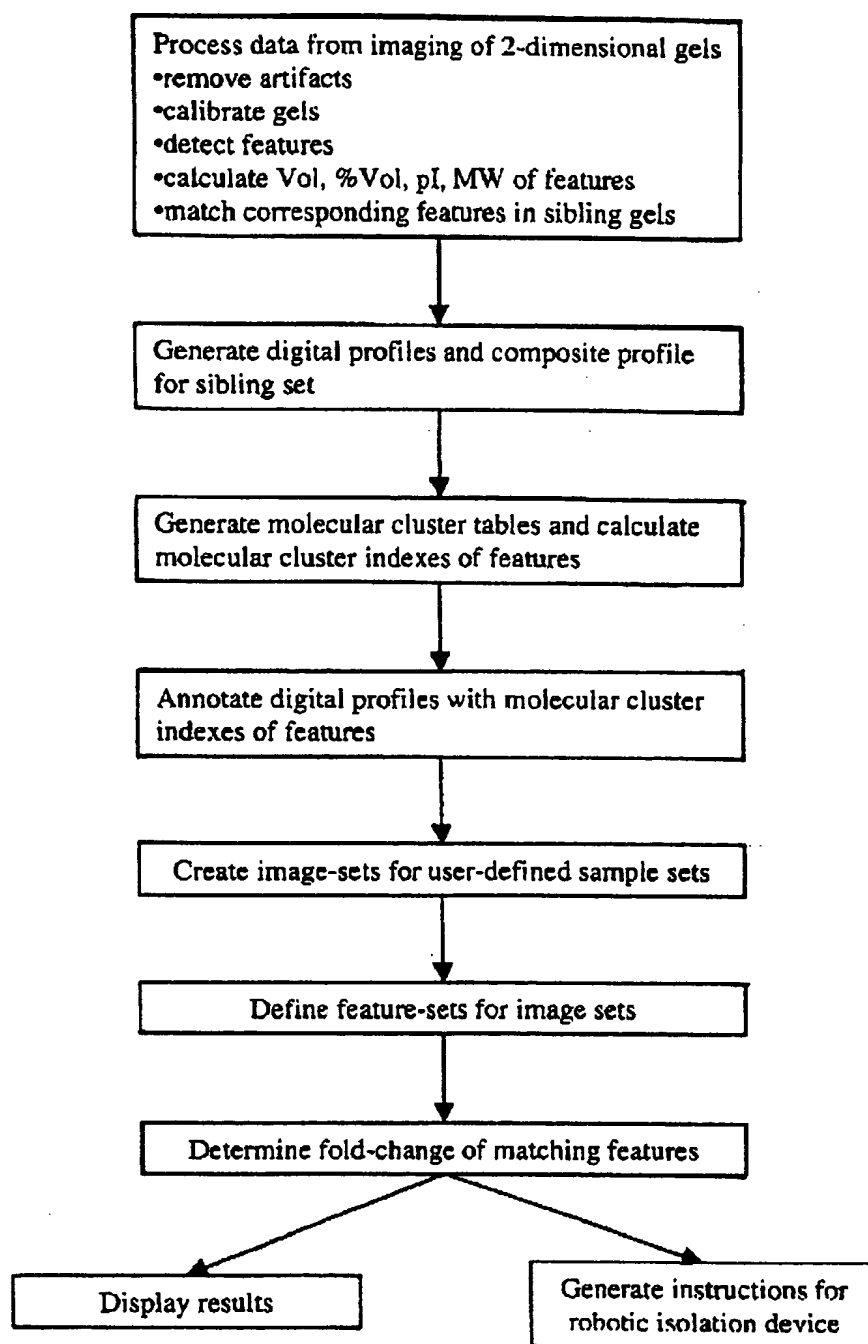 Process data from imaging of 2-dimensional gels
•remove artifacts
•calibrate gels
•detect features
•calculate Vol, %Vol, pI, MW of features
•match corresponding features in sibling gels
Generate digital profiles and composite profile
for sibling set
Generate molecular cluster tables and calculate
molecular cluster indexes of features
Annotate digital profiles with molecular cluster
indexes of features
Create image-sets for user-defined sample sets
Define feature-sets for image sets
Determine fold-change of matching features
Display results
Generate instructions for
robotic isolation device